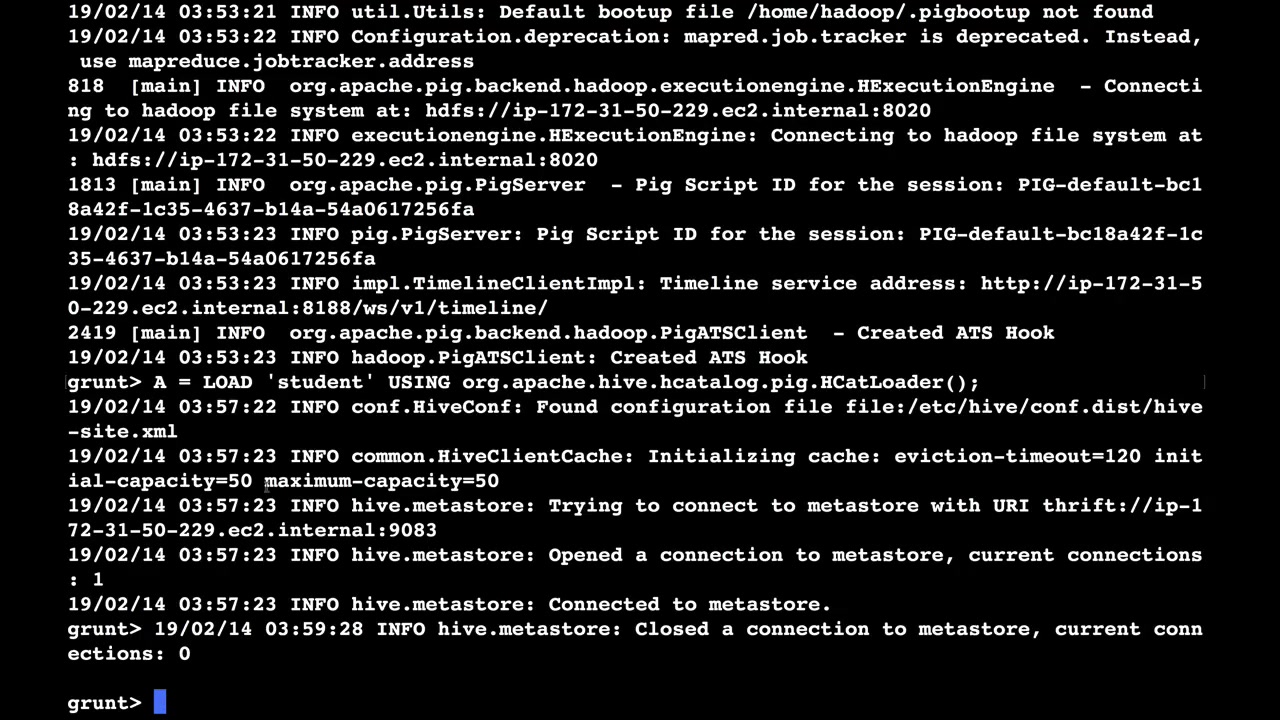 19/02/14 03:53:21 INFO util.Utils: Default bootup file /home/hadoop/.pigbootup not found
19/02/14 03:53:22 INFO Configuration.deprecation: mapred.job.tracker is deprecated. Instead,
 use mapreduce.jobtracker.address
818  [main] INFO  org.apache.pig.backend.hadoop.executionengine.HExecutionEngine  - Connecti
ng to hadoop file system at: hdfs://ip-172-31-50-229.ec2.internal:8020
19/02/14 03:53:22 INFO executionengine.HExecutionEngine: Connecting to hadoop file system at
: hdfs://ip-172-31-50-229.ec2.internal:8020
1813 [main] INFO  org.apache.pig.PigServer  - Pig Script ID for the session: PIG-default-bc1
8a42f-1c35-4637-b14a-54a0617256fa
19/02/14 03:53:23 INFO pig.PigServer: Pig Script ID for the session: PIG-default-bc18a42f-1c
35-4637-b14a-54a0617256fa
19/02/14 03:53:23 INFO impl.TimelineClientImpl: Timeline service address: http://ip-172-31-5
0-229.ec2.internal:8188/ws/v1/timeline/
2419 [main] INFO  org.apache.pig.backend.hadoop.PigATSClient  - Created ATS Hook
19/02/14 03:53:23 INFO hadoop.PigATSClient: Created ATS Hook
grunt> A = LOAD 'student' USING org.apache.hive.hcatalog.pig.HCatLoader();
19/02/14 03:57:22 INFO conf.HiveConf: Found configuration file file:/etc/hive/conf.dist/hive
-site.xml
19/02/14 03:57:23 INFO common.HiveClientCache: Initializing cache: eviction-timeout=120 init
ial-capacity=50 maximum-capacity=50
19/02/14 03:57:23 INFO hive.metastore: Trying to connect to metastore with URI thrift://ip-1
72-31-50-229.ec2.internal:9083
19/02/14 03:57:23 INFO hive.metastore: Opened a connection to metastore, current connections
: 1
19/02/14 03:57:23 INFO hive.metastore: Connected to metastore.
grunt> 19/02/14 03:59:28 INFO hive.metastore: Closed a connection to metastore, current conn
ections: 0
grunt>